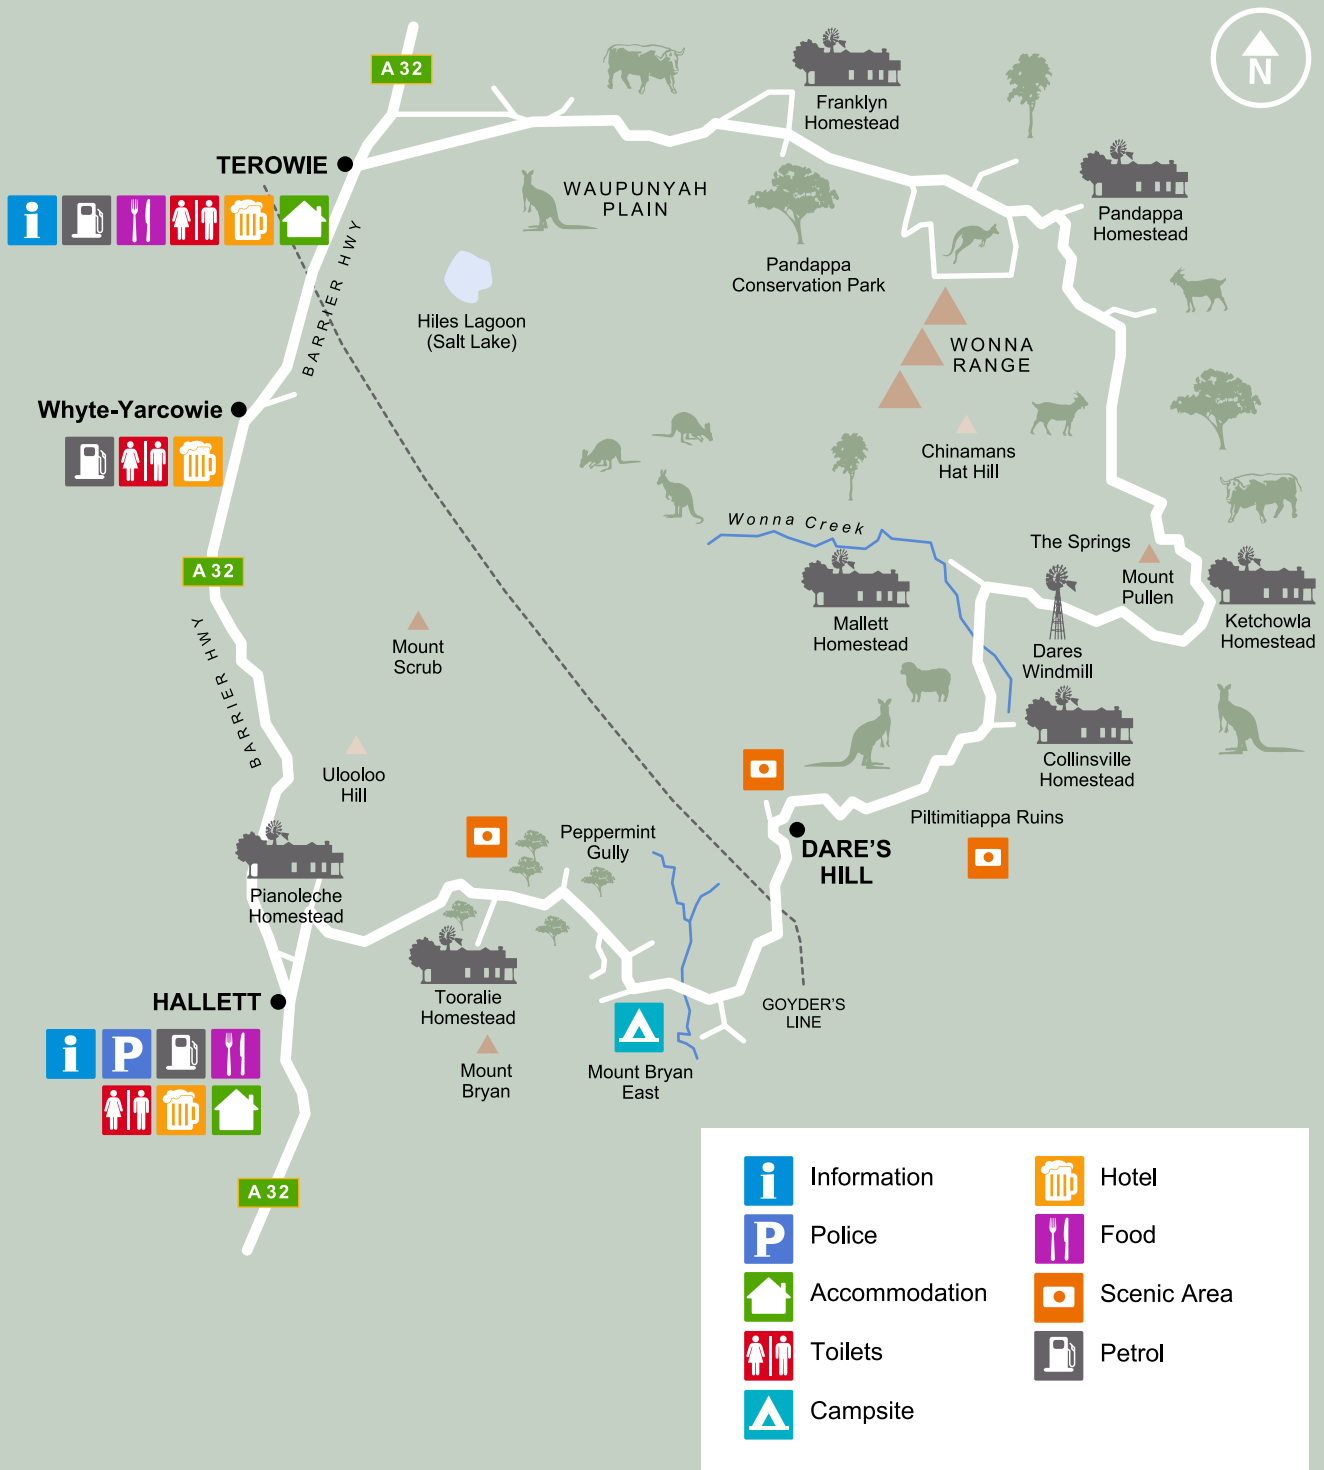 A 32
N
Franklyn
Homestead
TEROWIE
WAUPUNYAH
PLAIN
Pandappa
Homestead
BARRIER HWY
Pandappa
Conservation Park
Hiles Lagoon
(Salt Lake)
WONNA
RANGE
Whyte-Yarcowie
Chinamans
Hat Hill
Wonna Creek
The Springs
A 32
Mount
Pullen
Mallett
Homestead
Ketchowla
Homestead
Mount
Scrub
Dares
Windmill
BARRIER HWY
Collinsville
Homestead
Ulooloo
Hill
Piltimitiappa Ruins
Peppermint
Gully
DARE'S
HILL
Pianoleche
Homestead
HALLETT
Tooralie
Homestead
GOYDER'S
LINE
P
Mount
Bryan
Mount Bryan
East
A 32
Information
Hotel
P
Police
Food
Accommodation
Scenic Area
Toilets
Petrol
Campsite